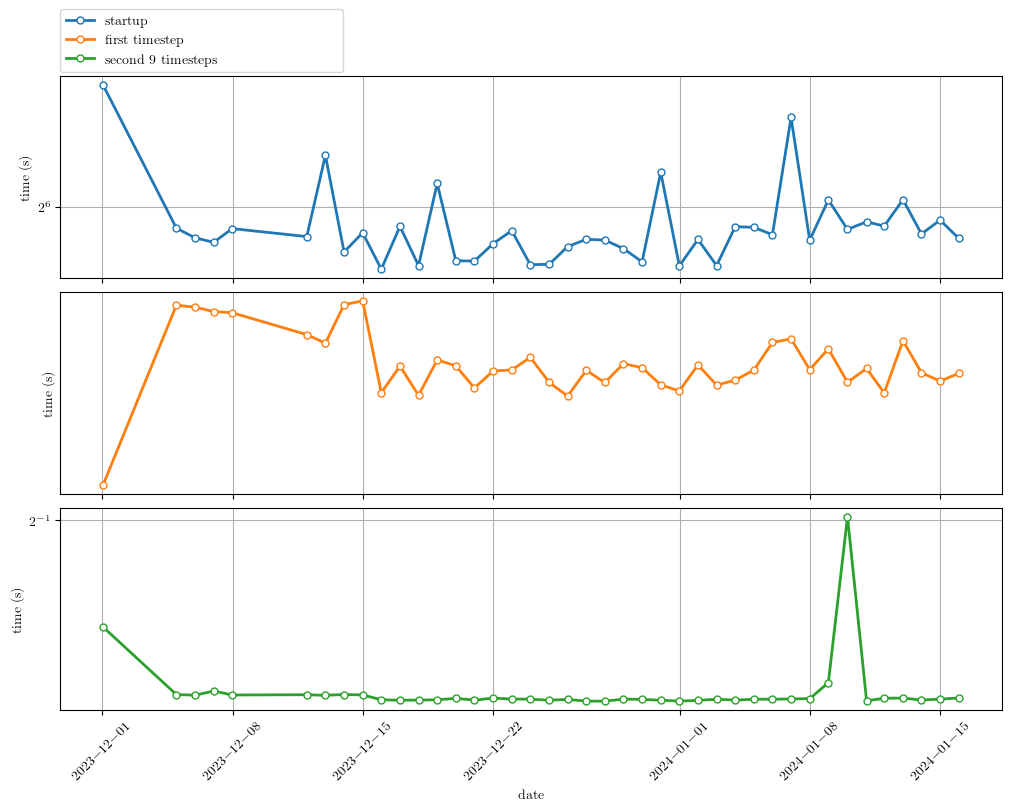 startup
first timestep
second 9 timesteps
time (s)
2^6
time (s)
2^{-1}
time (s)
2023−12−01
2023−12−08
2023−12−15
2023−12−22
2024−01−01
2024−01−08
2024−01−15
date